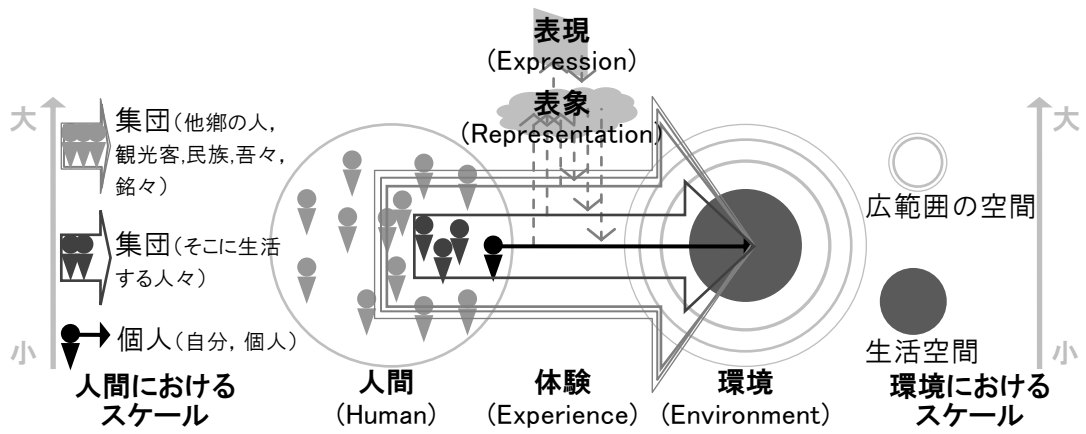 表現
(Expression)
表象
(Representation)
大
集団（他郷の人，
観光客,民族,吾々，
銘々）
集団（そこに生活
する人々）
個人（自分，個人）
小
人間における
スケール
人間
(Human)
体験
(Experience)
環境
(Environment)
大
広範囲の空間
生活空間
小
環境における
スケール